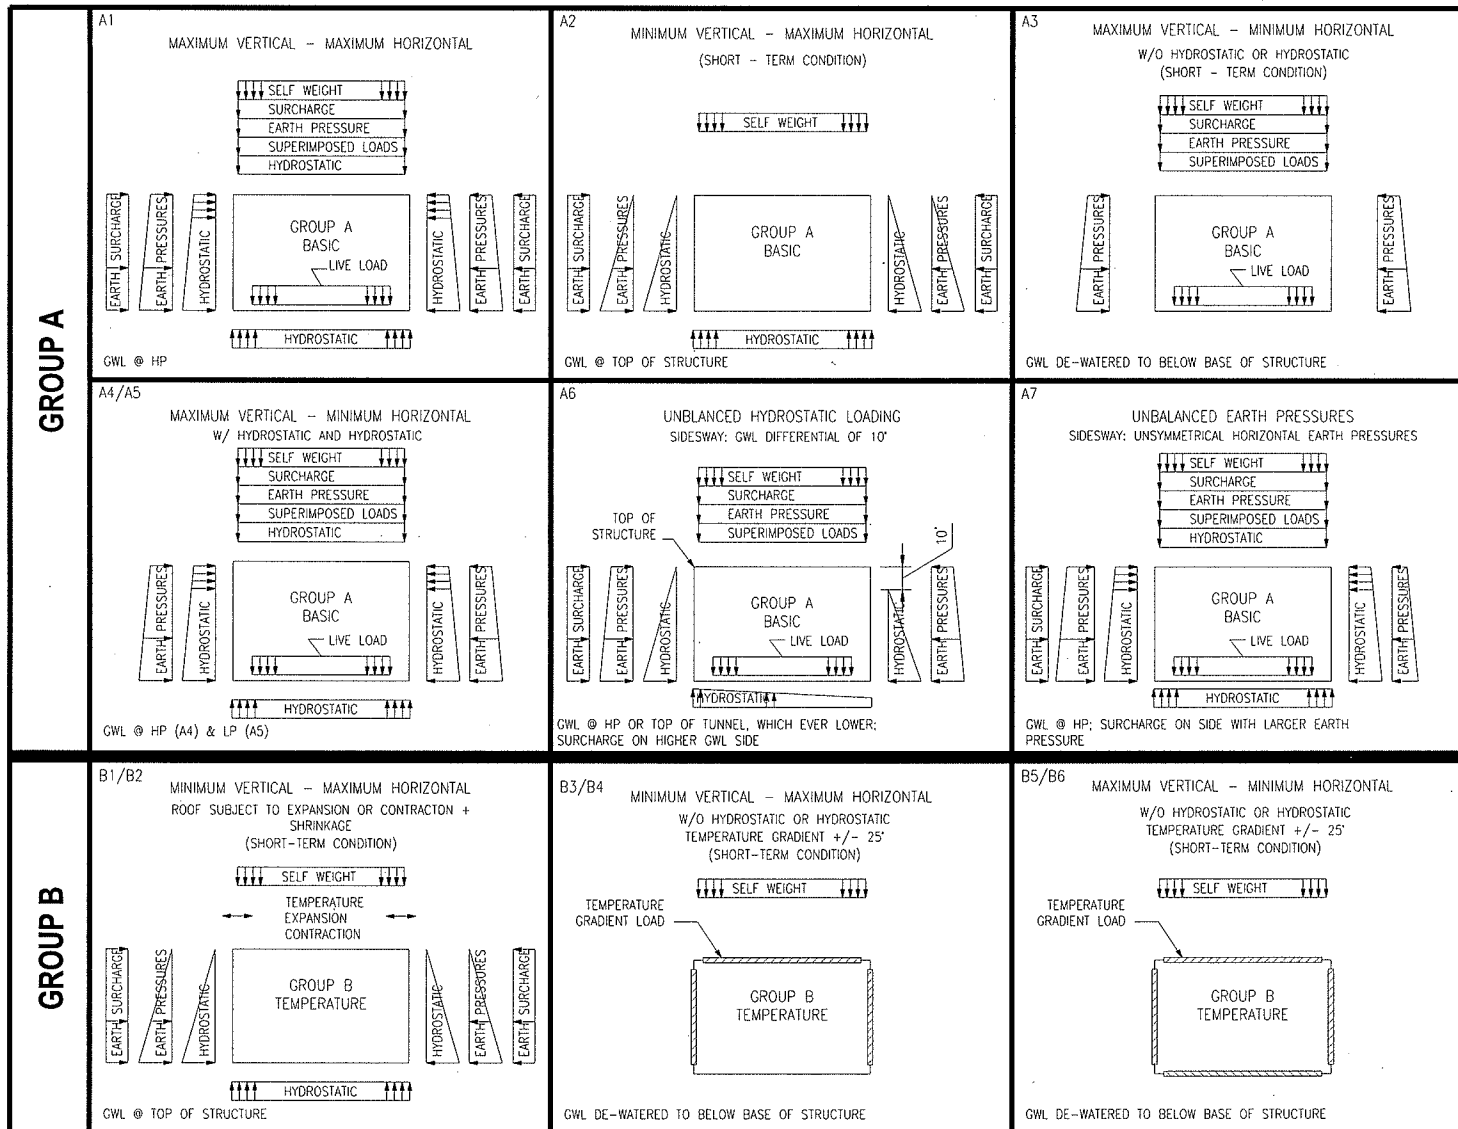 GROUP A
A1
MAXIMUM VERTICAL – MAXIMUM HORIZONTAL
SELF WEIGHT
SURCHARGE
EARTH PRESSURE
SUPERIMPOSED LOADS
HYDROSTATIC
EARTH SURCHARGE
EARTH PRESSURES
HYDROSTATIC
GROUP A
BASIC
LIVE LOAD
HYDROSTATIC
EARTH PRESSURES
EARTH SURCHARGE
HYDROSTATIC
GWL @ HP
A2
MINIMUM VERTICAL – MAXIMUM HORIZONTAL
(SHORT – TERM CONDITION)
SELF WEIGHT
EARTH SURCHARGE
EARTH PRESSURES
HYDROSTATIC
GROUP A
BASIC
HYDROSTATIC
EARTH PRESSURES
EARTH SURCHARGE
HYDROSTATIC
GWL @ TOP OF STRUCTURE
A3
MAXIMUM VERTICAL – MINIMUM HORIZONTAL
W/O HYDROSTATIC OR HYDROSTATIC
(SHORT – TERM CONDITION)
SELF WEIGHT
SURCHARGE
EARTH PRESSURE
SUPERIMPOSED LOADS
EARTH PRESSURES
GROUP A
BASIC
LIVE LOAD
EARTH PRESSURES
GWL DE-WATERED TO BELOW BASE OF STRUCTURE
A4/A5
MAXIMUM VERTICAL – MINIMUM HORIZONTAL
W/ HYDROSTATIC AND HYDROSTATIC
SELF WEIGHT
SURCHARGE
EARTH PRESSURE
SUPERIMPOSED LOADS
HYDROSTATIC
EARTH PRESSURES
HYDROSTATIC
GROUP A
BASIC
LIVE LOAD
HYDROSTATIC
EARTH PRESSURES
HYDROSTATIC
GWL @ HP (A4) & LP (A5)
A6
UNBLANCED HYDROSTATIC LOADING
SIDESWAY: GWL DIFFERENTIAL OF 10'
SELF WEIGHT
SURCHARGE
EARTH PRESSURE
SUPERIMPOSED LOADS
TOP OF
STRUCTURE
10'
EARTH SURCHARGE
EARTH PRESSURES
HYDROSTATIC
GROUP A
BASIC
LIVE LOAD
HYDROSTATIC
EARTH PRESSURES
HYDROSTATIC
GWL @ HP OR TOP OF TUNNEL, WHICH EVER LOWER;
SURCHARGE ON HIGHER GWL SIDE
A7
UNBALANCED EARTH PRESSURES
SIDESWAY: UNSYMMETRICAL HORIZONTAL EARTH PRESSURES
SELF WEIGHT
SURCHARGE
EARTH PRESSURE
SUPERIMPOSED LOADS
HYDROSTATIC
EARTH SURCHARGE
EARTH PRESSURES
HYDROSTATIC
GROUP A
BASIC
LIVE LOAD
HYDROSTATIC
EARTH PRESSURES
HYDROSTATIC
GWL @ HP; SURCHARGE ON SIDE WITH LARGER EARTH
PRESSURE
GROUP B
B1/B2
MINIMUM VERTICAL – MAXIMUM HORIZONTAL
ROOF SUBJECT TO EXPANSION OR CONTRACTON +
SHRINKAGE
(SHORT-TERM CONDITION)
SELF WEIGHT
TEMPERATURE
EXPANSION
CONTRACTION
EARTH SURCHARGE
EARTH PRESSURES
HYDROSTATIC
GROUP B
TEMPERATURE
HYDROSTATIC
EARTH PRESSURES
EARTH SURCHARGE
HYDROSTATIC
GWL @ TOP OF STRUCTURE
B3/B4
MINIMUM VERTICAL – MAXIMUM HORIZONTAL
W/O HYDROSTATIC OR HYDROSTATIC
TEMPERATURE GRADIENT +/- 25°
(SHORT-TERM CONDITION)
SELF WEIGHT
TEMPERATURE
GRADIENT LOAD
GROUP B
TEMPERATURE
GWL DE-WATERED TO BELOW BASE OF STRUCTURE
B5/B6
MAXIMUM VERTICAL – MINIMUM HORIZONTAL
W/O HYDROSTATIC OR HYDROSTATIC
TEMPERATURE GRADIENT +/- 25°
(SHORT-TERM CONDITION)
SELF WEIGHT
TEMPERATURE
GRADIENT LOAD
GROUP B
TEMPERATURE
GWL DE-WATERED TO BELOW BASE OF STRUCTURE